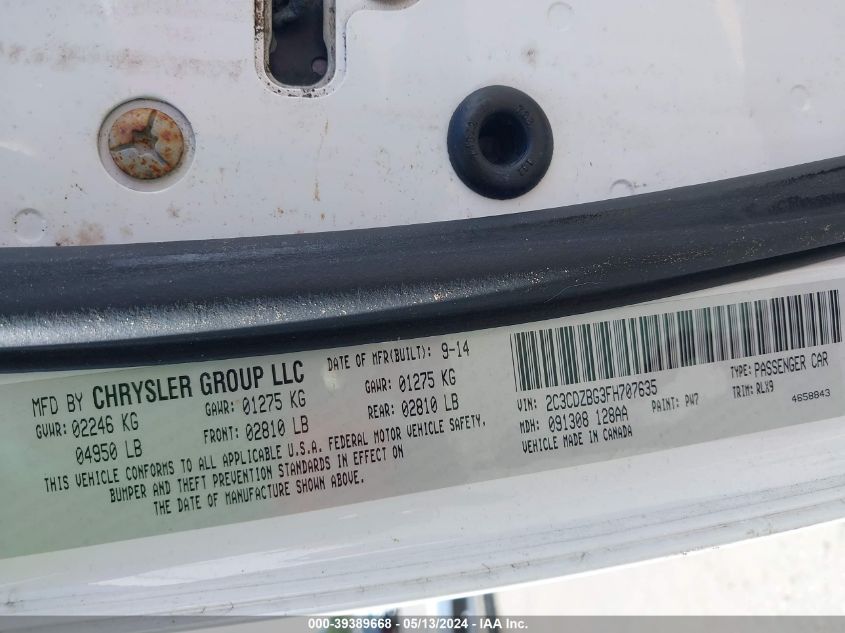 MFD BY CHRYSLER GROUP LLC
DATE OF MFR(BUILT): 9-14
GVWR: 02246 KG
04950 LB
GAWR: 01275 KG
FRONT: 02810 LB
GAWR: 01275 KG
REAR: 02810 LB
THIS VEHICLE CONFORMS TO ALL APPLICABLE U.S.A. FEDERAL MOTOR VEHICLE SAFETY,
BUMPER AND THEFT PREVENTION STANDARDS IN EFFECT ON
THE DATE OF MANUFACTURE SHOWN ABOVE.
VIN: 2C3CDZBG3FH707635
TYPE: PASSENGER CAR
MDH: 091308 128AA
PAINT: PW7
TRIM: RLX9
VEHICLE MADE IN CANADA
4658843
000-39389668 - 05/13/2024 - IAA Inc.